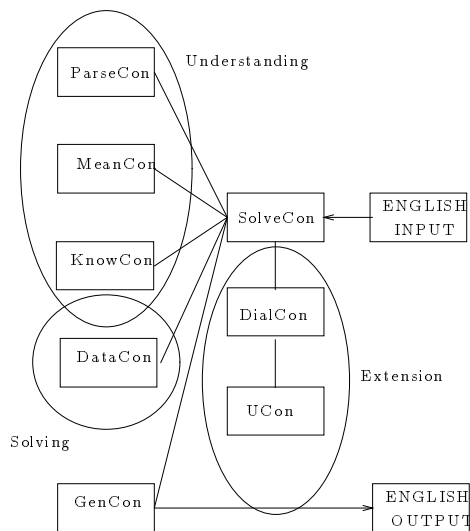 ParseCon
Understanding
MeanCon
SolveCon
ENGLISH
INPUT
KnowCon
DialCon
DataCon
Extension
UCon
Solving
GenCon
ENGLISH
OUTPUT